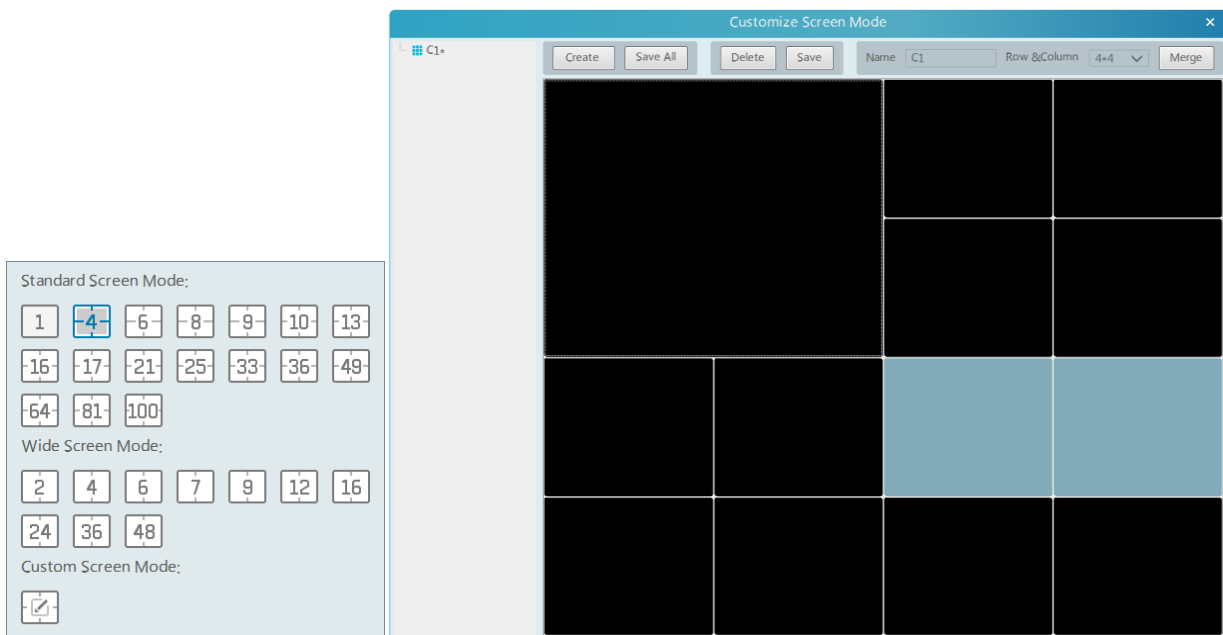 Customize Screen Mode ×
C1*
Create Save All Delete Save Name C1 Row &Column 4*4 Merge
Standard Screen Mode:
1 4 6 8 9 10 13
16 17 21 25 33 36 49
64 81 100
Wide Screen Mode:
2 4 6 7 9 12 16
24 36 48
Custom Screen Mode: